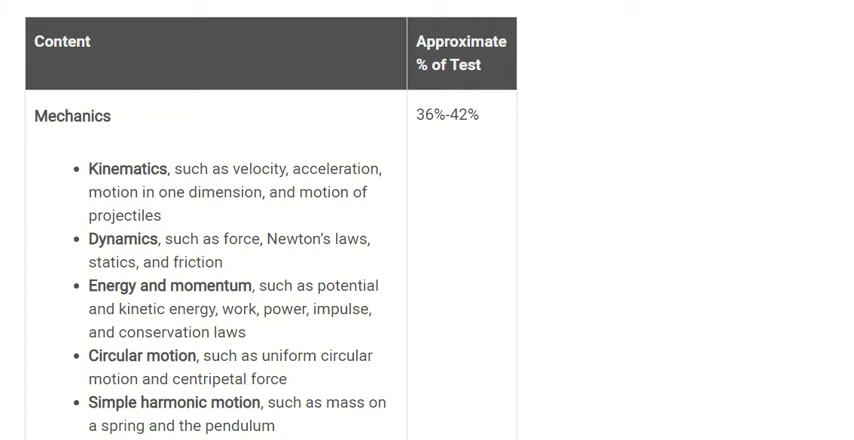 Content
Approximate
% of Test
Mechanics
36%-42%
Kinematics, such as velocity, acceleration,
motion in one dimension, and motion of
projectiles
Dynamics, such as force, Newton’s laws,
statics, and friction
Energy and momentum, such as potential
and kinetic energy, work, power, impulse,
and conservation laws
Circular motion, such as uniform circular
motion and centripetal force
Simple harmonic motion, such as mass on
a spring and the pendulum